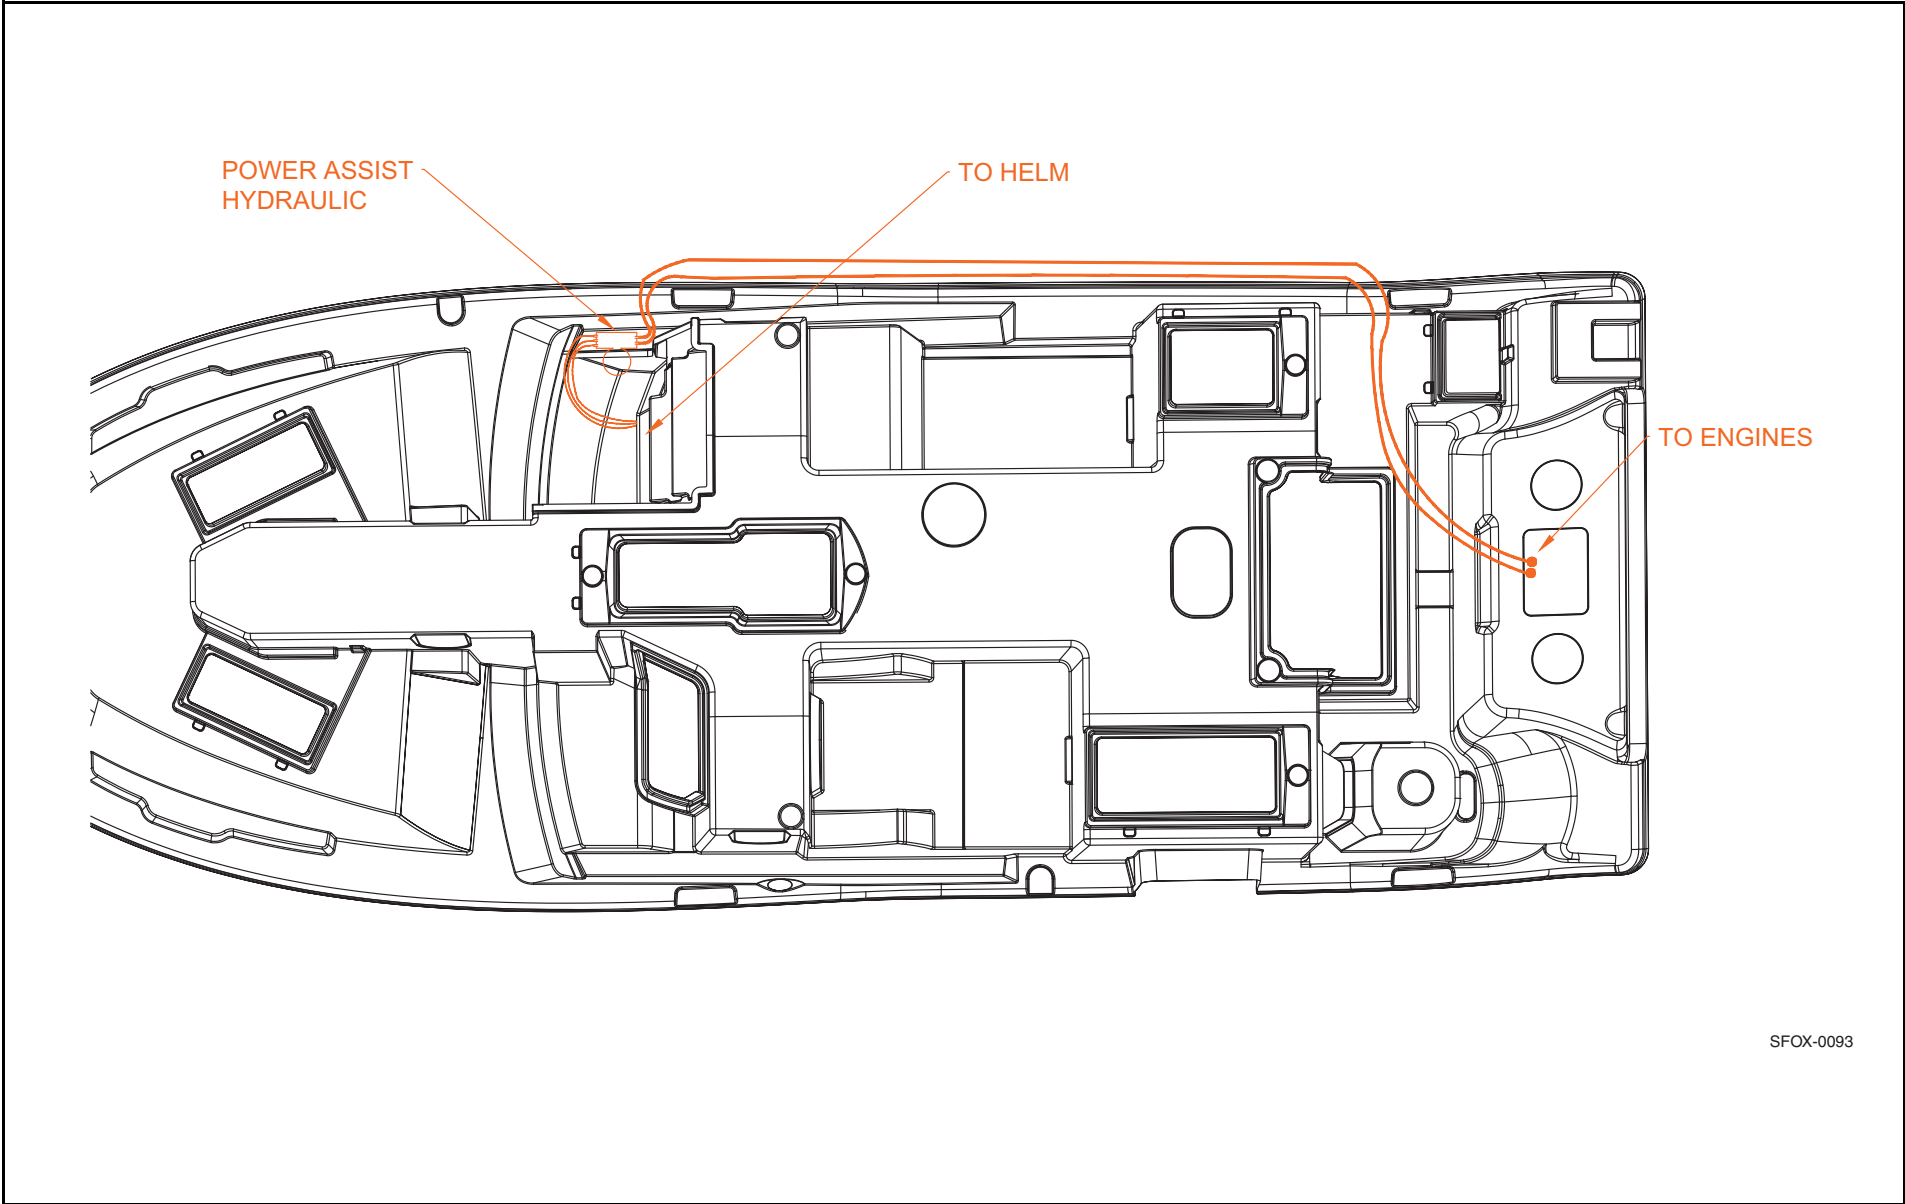 POWER ASSIST
HYDRAULIC
TO HELM
TO ENGINES
SFOX-0093